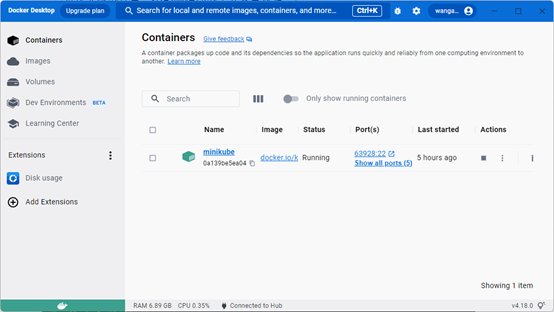 Docker Desktop
Upgrade plan
Search for local and remote images, containers, and more...
Ctrl+K
wanga...
Containers
Images
Volumes
Dev Environments BETA
Learning Center
Extensions
Disk usage
Add Extensions
Containers
Give feedback
A container packages up code and its dependencies so the application runs quickly and reliably from one computing environment to
another. Learn more
Search
Only show running containers
Name Image Status Port(s) Last started Actions
minikube docker.io/k Running 63928:22 5 hours ago
0a139be5ea04 Show all ports (5)
Showing 1 item
RAM 6.89 GB CPU 0.35% Connected to Hub v4.18.0